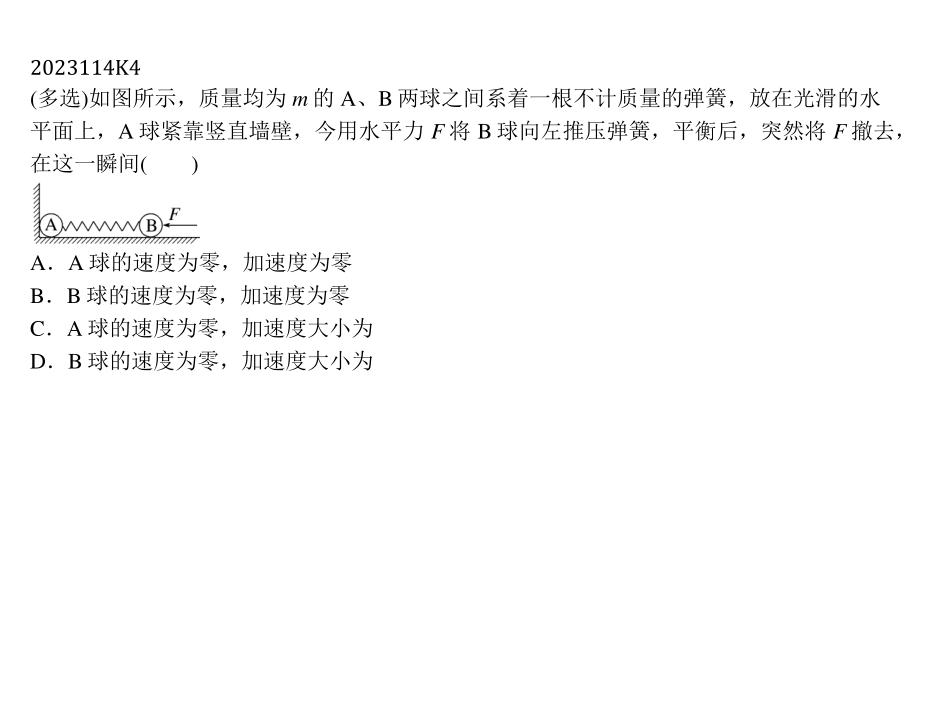 2023114K4
(多选)如图所示，质量均为 m 的 A、B 两球之间系着一根不计质量的弹簧，放在光滑的水
平面上，A 球紧靠竖直墙壁，今用水平力 F 将 B 球向左推压弹簧，平衡后，突然将 F 撤去，
在这一瞬间(　　)
A B F
A．A 球的速度为零，加速度为零
B．B 球的速度为零，加速度为零
C．A 球的速度为零，加速度大小为
D．B 球的速度为零，加速度大小为